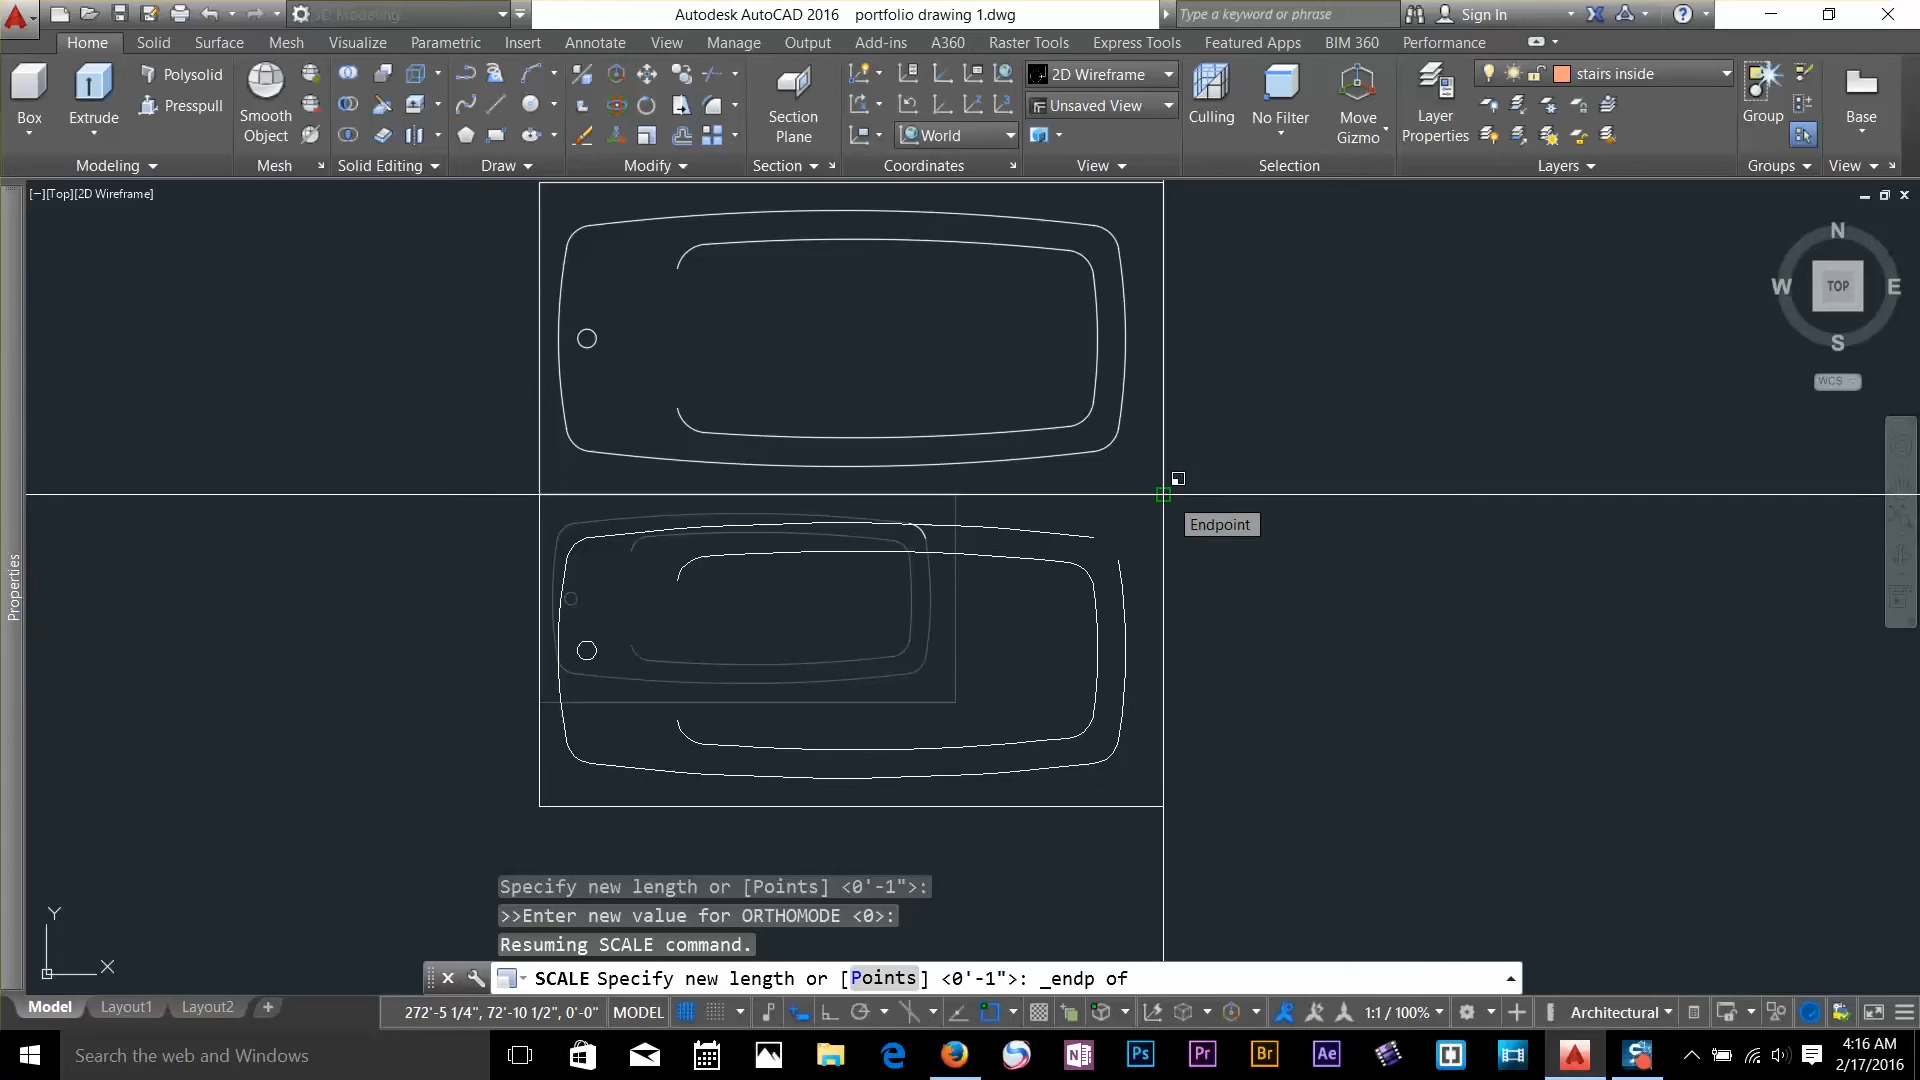 3D Modeling
Autodesk AutoCAD 2016 portfolio drawing 1.dwg
Type a keyword or phrase
Sign In
Home Solid Surface Mesh Visualize Parametric Insert Annotate View Manage Output Add-ins A360 Raster Tools Express Tools Featured Apps BIM 360 Performance
Box
Extrude
Polysolid
Presspull
Smooth
Object
Section
Plane
2D Wireframe
Unsaved View
World
Culling
No Filter
Move
Gizmo
Layer
Properties
stairs inside
Group
Base
Modeling Mesh Solid Editing Draw Modify Section Coordinates View Selection Layers Groups View
[−][Top][2D Wireframe]
N
W TOP E
S
WCS
Properties
Endpoint
Y
X
Specify new length or [Points] <0'-1">:
>>Enter new value for ORTHOMODE <0>:
Resuming SCALE command.
SCALE Specify new length or [Points] <0'-1">: _endp of
Model Layout1 Layout2 +
272'-5 1/4", 72'-10 1/2", 0'-0" MODEL 1:1 / 100% Architectural
Search the web and Windows
N
Ps
Pr
Br
Ae
4:16 AM
2/17/2016